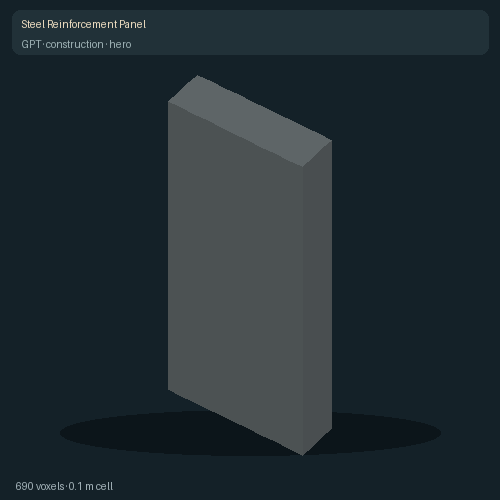 Steel Reinforcement Panel
GPT · construction · hero
690 voxels · 0.1 m cell